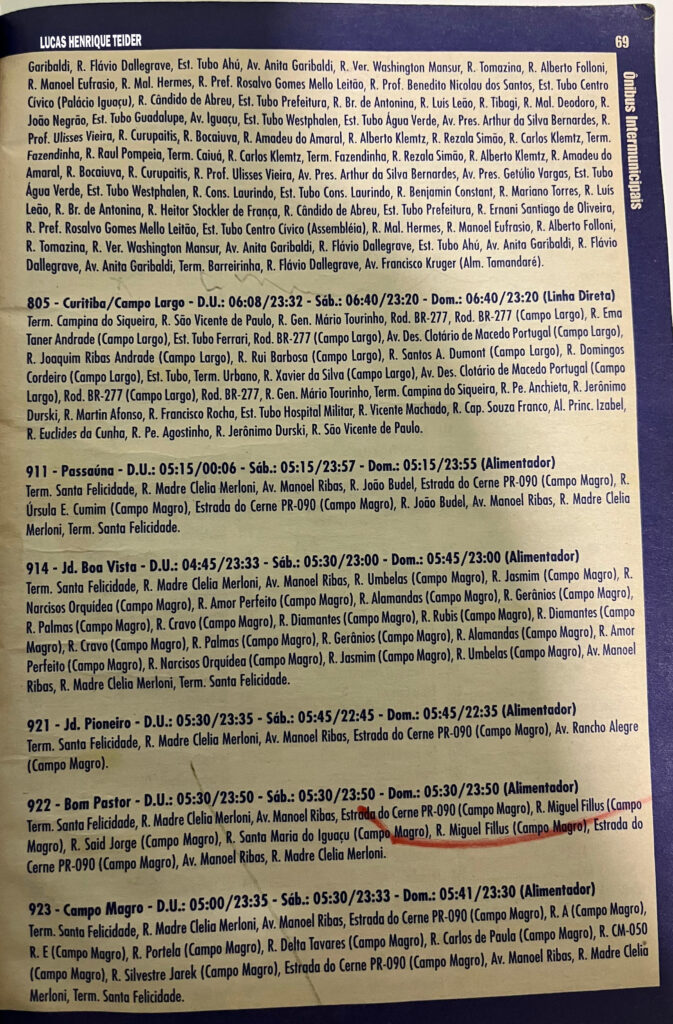 LUCAS HENRIQUE TEIDER
69
Ônibus Intermunicipais
Garibaldi, R. Flávio Dallegrave, Est. Tubo Ahú, Av. Anita Garibaldi, R. Ver. Washington Mansur, R. Tomazina, R. Alberto Folloni,
R. Manoel Eufrasio, R. Mal. Hermes, R. Pref. Rosalvo Gomes Mello Leitão, R. Prof. Benedito Nicolau dos Santos, Est. Tubo Centro
Cívico (Palácio Iguaçu), R. Cândido de Abreu, Est. Tubo Prefeitura, R. Br. de Antonina, R. Luis Leão, R. Tibagi, R. Mal. Deodoro, R.
João Negrão, Est. Tubo Guadalupe, Av. Iguaçu, Est. Tubo Westphalen, Est. Tubo Água Verde, Av. Pres. Arthur da Silva Bernardes, R.
Prof. Ulisses Vieira, R. Curupaitis, R. Bocaiuva, R. Amadeu do Amaral, R. Alberto Klemtz, R. Rezala Simão, R. Carlos Klemtz, Term.
Fazendinha, R. Raul Pompeia, Term. Caiuá, R. Carlos Klemtz, Term. Fazendinha, R. Rezala Simão, R. Alberto Klemtz, R. Amadeu do
Amaral, R. Bocaiuva, R. Curupaitis, R. Prof. Ulisses Vieira, Av. Pres. Arthur da Silva Bernardes, Av. Pres. Getúlio Vargas, Est. Tubo
Água Verde, Est. Tubo Westphalen, R. Cons. Laurindo, Est. Tubo Cons. Laurindo, R. Benjamin Constant, R. Mariano Torres, R. Luís
Leão, R. Br. de Antonina, R. Heitor Stockler de França, R. Cândido de Abreu, Est. Tubo Prefeitura, R. Ernani Santiago de Oliveira,
R. Pref. Rosalvo Gomes Mello Leitão, Est. Tubo Centro Cívico (Assembléia), R. Mal. Hermes, R. Manoel Eufrasio, R. Alberto Folloni,
R. Tomazina, R. Ver. Washington Mansur, Av. Anita Garibaldi, R. Flávio Dallegrave, Est. Tubo Ahú, Av. Anita Garibaldi, R. Flávio
Dallegrave, Av. Anita Garibaldi, Term. Barreirinha, R. Flávio Dallegrave, Av. Francisco Kruger (Alm. Tamandaré).
805 - Curitiba/Campo Largo - D.U.: 06:08/23:32 - Sáb.: 06:40/23:20 - Dom.: 06:40/23:20 (Linha Direta)
Term. Campina do Siqueira, R. São Vicente de Paulo, R. Gen. Mário Tourinho, Rod. BR-277, Rod. BR-277 (Campo Largo), R. Ema
Taner Andrade (Campo Largo), Est Tubo Ferrari, Rod. BR-277 (Campo Largo), Av. Des. Clotário de Macedo Portugal (Campo Largo),
R. Joaquim Ribas Andrade (Campo Largo), R. Rui Barbosa (Campo Largo), R. Santos A. Dumont (Campo Largo), R. Domingos
Cordeiro (Campo Largo), Est. Tubo, Term. Urbano, R. Xavier da Silva (Campo Largo), Av. Des. Clotário de Macedo Portugal (Campo
Largo), Rod. BR-277 (Campo Largo), Rod. BR-277, R. Gen. Mário Tourinho, Term. Campina do Siqueira, R. Pe. Anchieta, R. Jerônimo
Durski, R. Martin Afonso, R. Francisco Rocha, Est. Tubo Hospital Militar, R. Vicente Machado, R. Cap. Souza Franco, Al. Princ. Izabel,
R. Euclides da Cunha, R. Pe. Agostinho, R. Jerônimo Durski, R. São Vicente de Paulo.
911 - Passaúna - D.U.: 05:15/00:06 - Sáb.: 05:15/23:57 - Dom.: 05:15/23:55 (Alimentador)
Term. Santa Felicidade, R. Madre Clelia Merloni, Av. Manoel Ribas, R. João Budel, Estrada do Cerne PR-090 (Campo Magro), R.
Úrsula E. Cumim (Campo Magro), Estrada do Cerne PR-090 (Campo Magro), R. João Budel, Av. Manoel Ribas, R. Madre Clelia
Merloni, Term. Santa Felicidade.
914 - Jd. Boa Vista - D.U.: 04:45/23:33 - Sáb.: 05:30/23:00 - Dom.: 05:45/23:00 (Alimentador)
Term. Santa Felicidade, R. Madre Clelia Merloni, Av. Manoel Ribas, R. Umbelas (Campo Magro), R. Jasmim (Campo Magro), R.
Narcisos Orquídea (Campo Magro), R. Amor Perfeito (Campo Magro), R. Alamandas (Campo Magro), R. Gerânios (Campo Magro),
R. Palmas (Campo Magro), R. Cravo (Campo Magro), R. Diamantes (Campo Magro), R. Rubis (Campo Magro), R. Diamantes (Campo
Magro), R. Cravo (Campo Magro), R. Palmas (Campo Magro), R. Gerânios (Campo Magro), R. Alamandas (Campo Magro), R. Amor
Perfeito (Campo Magro), R. Narcisos Orquídea (Campo Magro), R. Jasmim (Campo Magro), R. Umbelas (Campo Magro), Av. Manoel
Ribas, R. Madre Clelia Merloni, Term. Santa Felicidade.
921 - Jd. Pioneiro - D.U.: 05:30/23:35 - Sáb.: 05:45/22:45 - Dom.: 05:45/22:35 (Alimentador)
Term. Santa Felicidade, R. Madre Clelia Merloni, Av. Manoel Ribas, Estrada do Cerne PR-090 (Campo Magro), Av. Rancho Alegre
(Campo Magro).
922 - Bom Pastor - D.U.: 05:30/23:50 - Sáb.: 05:30/23:50 - Dom.: 05:30/23:50 (Alimentador)
Term. Santa Felicidade, R. Madre Clelia Merloni, Av. Manoel Ribas, Estrada do Cerne PR-090 (Campo Magro), R. Miguel Fillus (Campo
Magro), R. Said Jorge (Campo Magro), R. Santa Maria do Iguaçu (Campo Magro), R. Miguel Fillus (Campo Magro), Estrada do
Cerne PR-090 (Campo Magro), Av. Manoel Ribas, R. Madre Clelia Merloni.
923 - Campo Magro - D.U.: 05:00/23:35 - Sáb.: 05:30/23:33 - Dom.: 05:41/23:30 (Alimentador)
Term. Santa Felicidade, R. Madre Clelia Merloni, Av. Manoel Ribas, Estrada do Cerne PR-090 (Campo Magro), R. A (Campo Magro),
R. E (Campo Magro), R. Portela (Campo Magro), R. Delta Tavares (Campo Magro), R. Carlos de Paula (Campo Magro), R. CM-050
(Campo Magro), R. Silvestre Jarek (Campo Magro), Estrada do Cerne PR-090 (Campo Magro), Av. Manoel Ribas, R. Madre Clelia
Merloni, Term. Santa Felicidade.